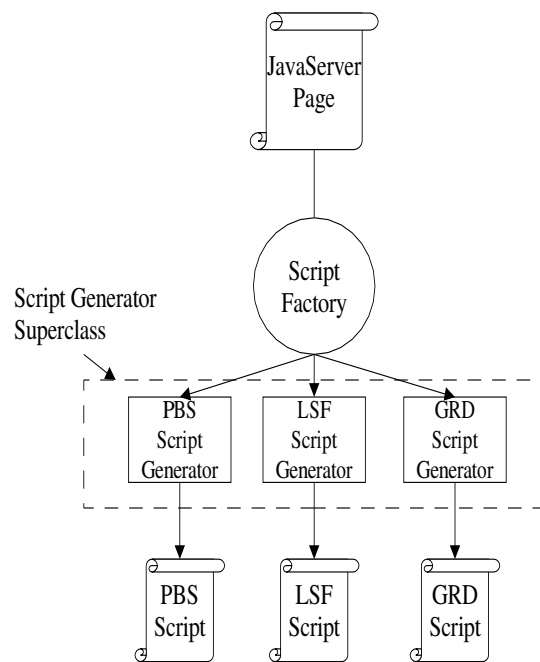 JavaServer
Page
Script
Factory
Script Generator
Superclass
PBS
Script
Generator
LSF
Script
Generator
GRD
Script
Generator
PBS
Script
LSF
Script
GRD
Script